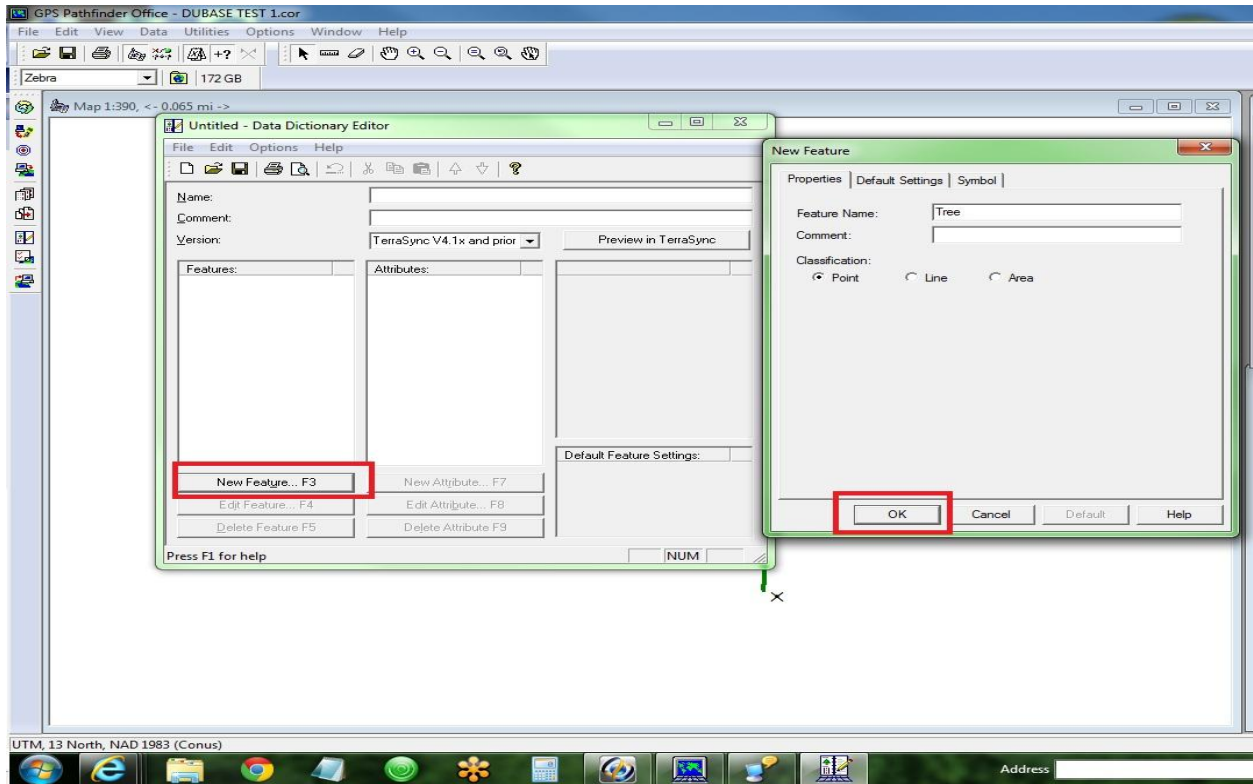 GPS Pathfinder Office - DUBASE TEST 1.cor
File Edit View Data Utilities Options Window Help
Zebra 172 GB
Map 1:390, <- 0.065 mi ->
Untitled - Data Dictionary Editor
File Edit Options Help
Name:
Comment:
Version: TerraSync V4.1x and prior Preview in TerraSync
Features: Attributes:
Default Feature Settings:
New Feature... F3 New Attribute... F7
Edit Feature... F4 Edit Attribute... F8
Delete Feature F5 Delete Attribute F9
Press F1 for help NUM
New Feature
Properties Default Settings Symbol
Feature Name: Tree
Comment:
Classification:
Point Line Area
OK Cancel Default Help
UTM, 13 North, NAD 1983 (Conus)
Address